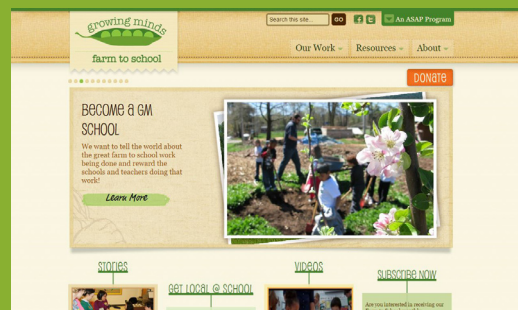 growing minds
farm to school
Search this site...
GO
An ASAP Program
Our Work
Resources
About
DONATE
BECOME A GM
SCHOOL
We want to tell the world about
the great farm to school work
being done and reward the
schools and teachers doing that
work!
Learn More
STORIES
GET LOCAL @ SCHOOL
VIDEOS
SUBSCRIBE NOW
Are you interested in receiving our